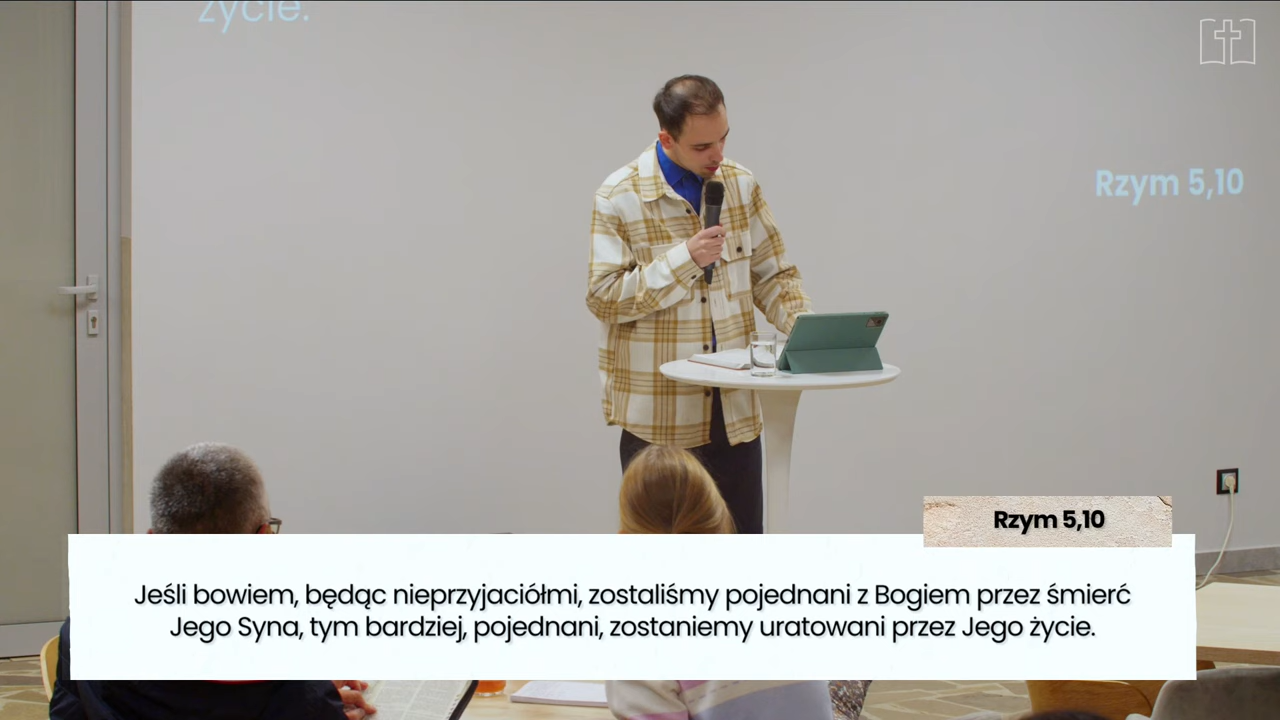 życie.
Rzym 5,10
Rzym 5,10
Jeśli bowiem, będąc nieprzyjaciółmi, zostaliśmy pojednani z Bogiem przez śmierć
Jego Syna, tym bardziej, pojednani, zostaniemy uratowani przez Jego życie.